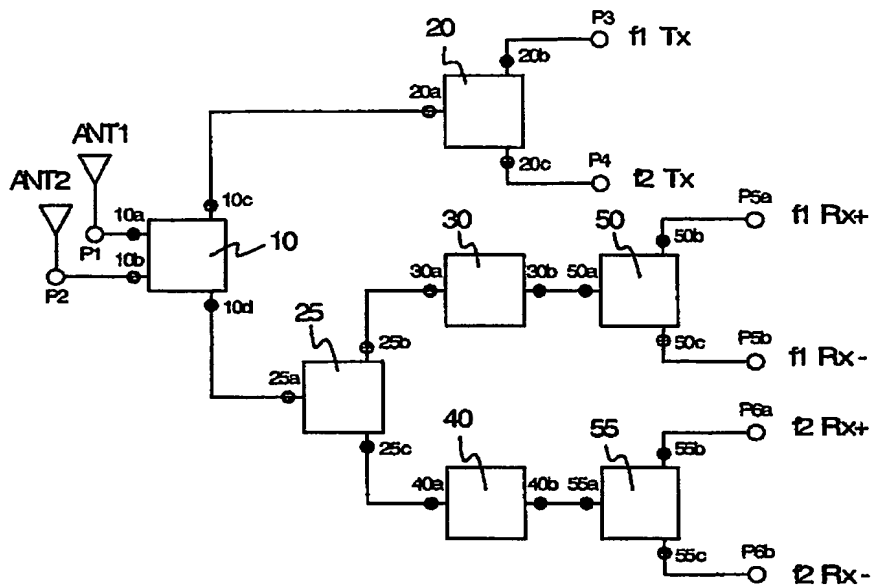 P3
f1 Tx
20
20b
20a
ANT1
20c
P4
f2 Tx
ANT2
10c
P5a
f1 Rx+
10a
30
50
50b
P1
10
10b
30a
30b
50a
P2
10d
25
50c
P5b
25b
f1 Rx-
25a
P6a
f2 Rx+
40
55
25c
55b
40a
40b
55a
55c
P6b
f2 Rx-